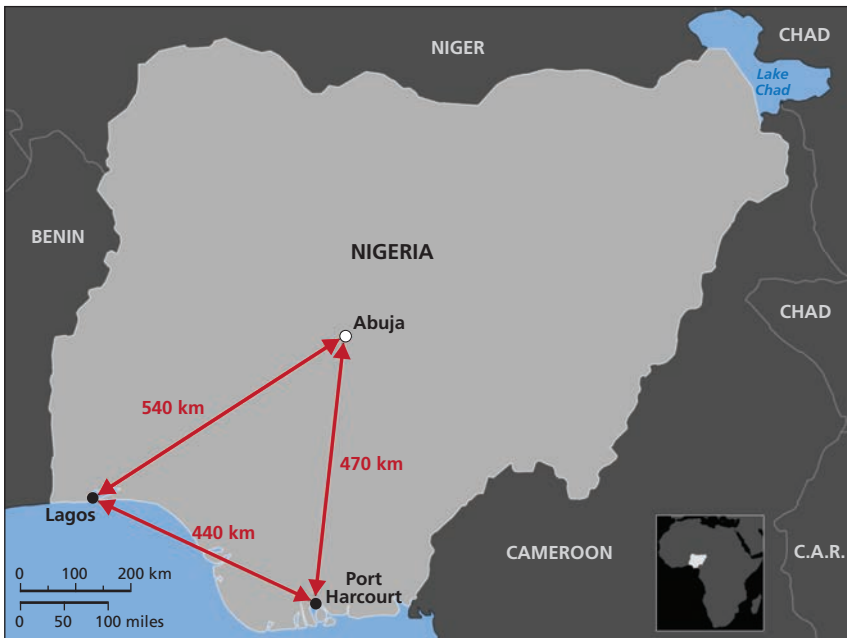 NIGER
CHAD
Lake
Chad
BENIN
NIGERIA
Abuja
CHAD
540 km
470 km
Lagos
440 km
CAMEROON
C.A.R.
Port
Harcourt
0 100 200 km
0 50 100 miles